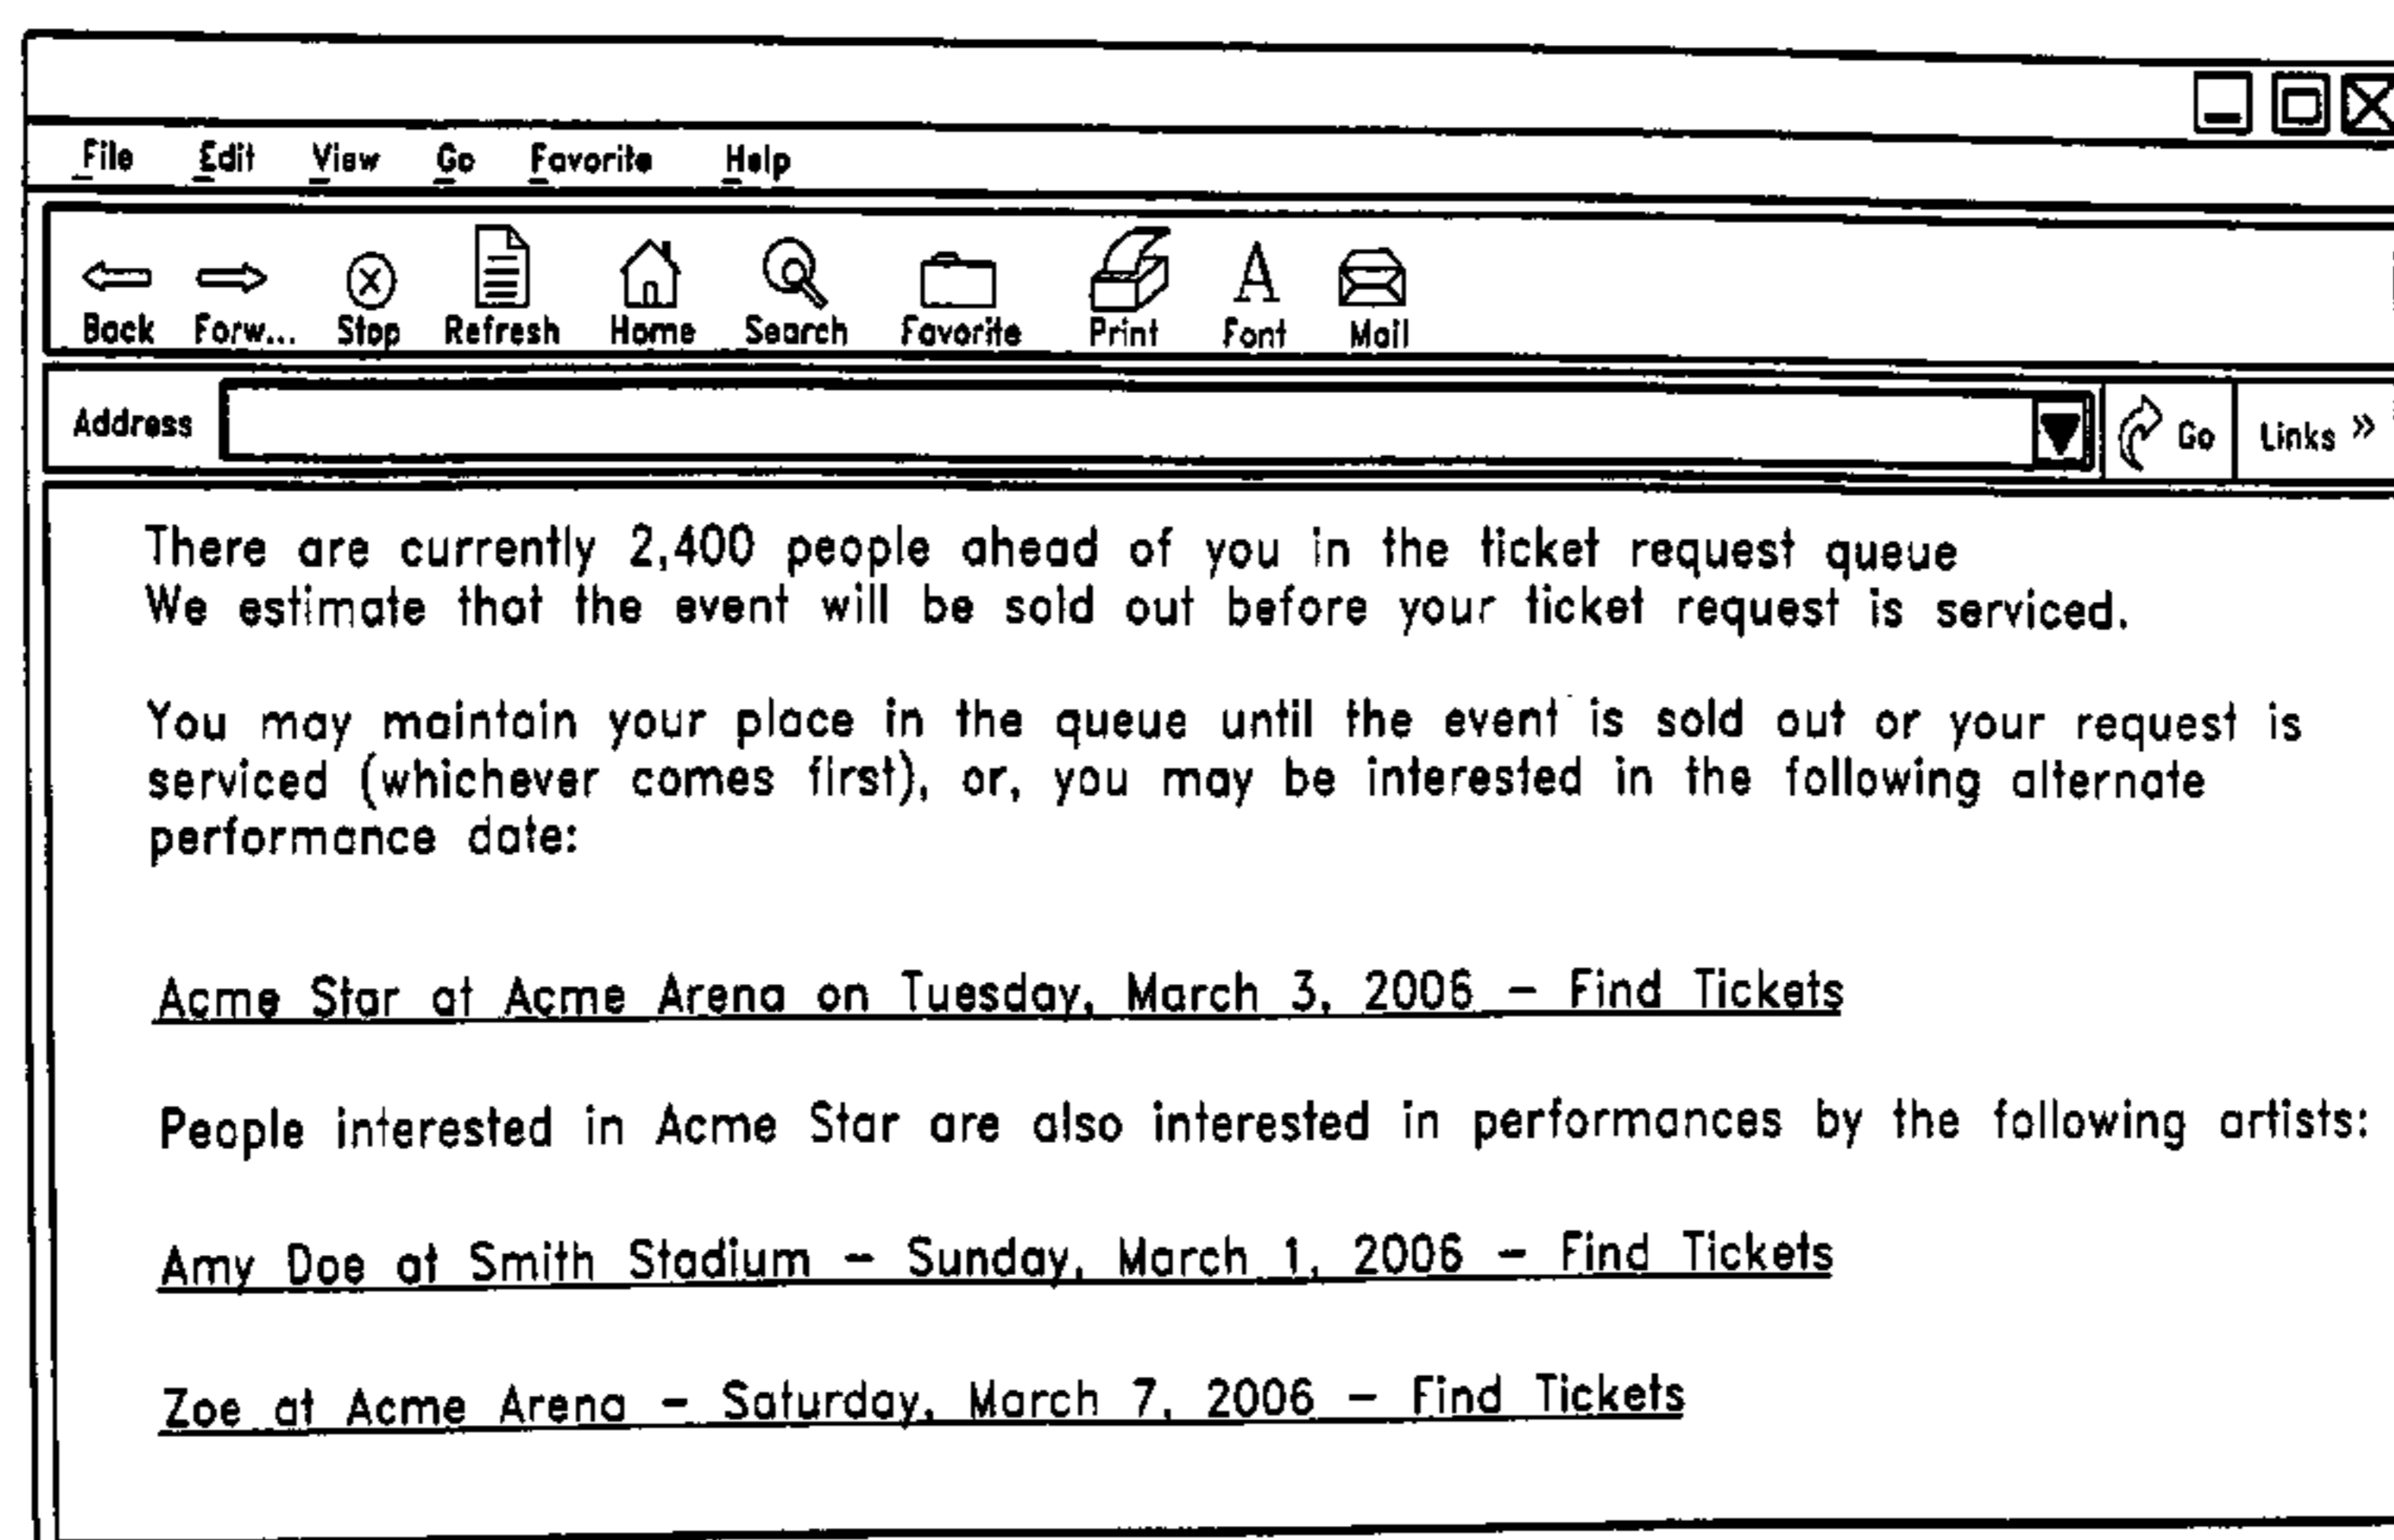 File Edit View Go Favorite Help
Back Forw... Stop Refresh Home Search Favorite Print Font Mail
Address Go Links »
There are currently 2,400 people ahead of you in the ticket request queue
We estimate that the event will be sold out before your ticket request is serviced.
You may maintain your place in the queue until the event is sold out or your request is
serviced (whichever comes first), or, you may be interested in the following alternate
performance date:
Acme Star at Acme Arena on Tuesday, March 3, 2006 – Find Tickets
People interested in Acme Star are also interested in performances by the following artists:
Amy Doe at Smith Stadium – Sunday, March 1, 2006 – Find Tickets
Zoe at Acme Arena – Saturday, March 7, 2006 – Find Tickets